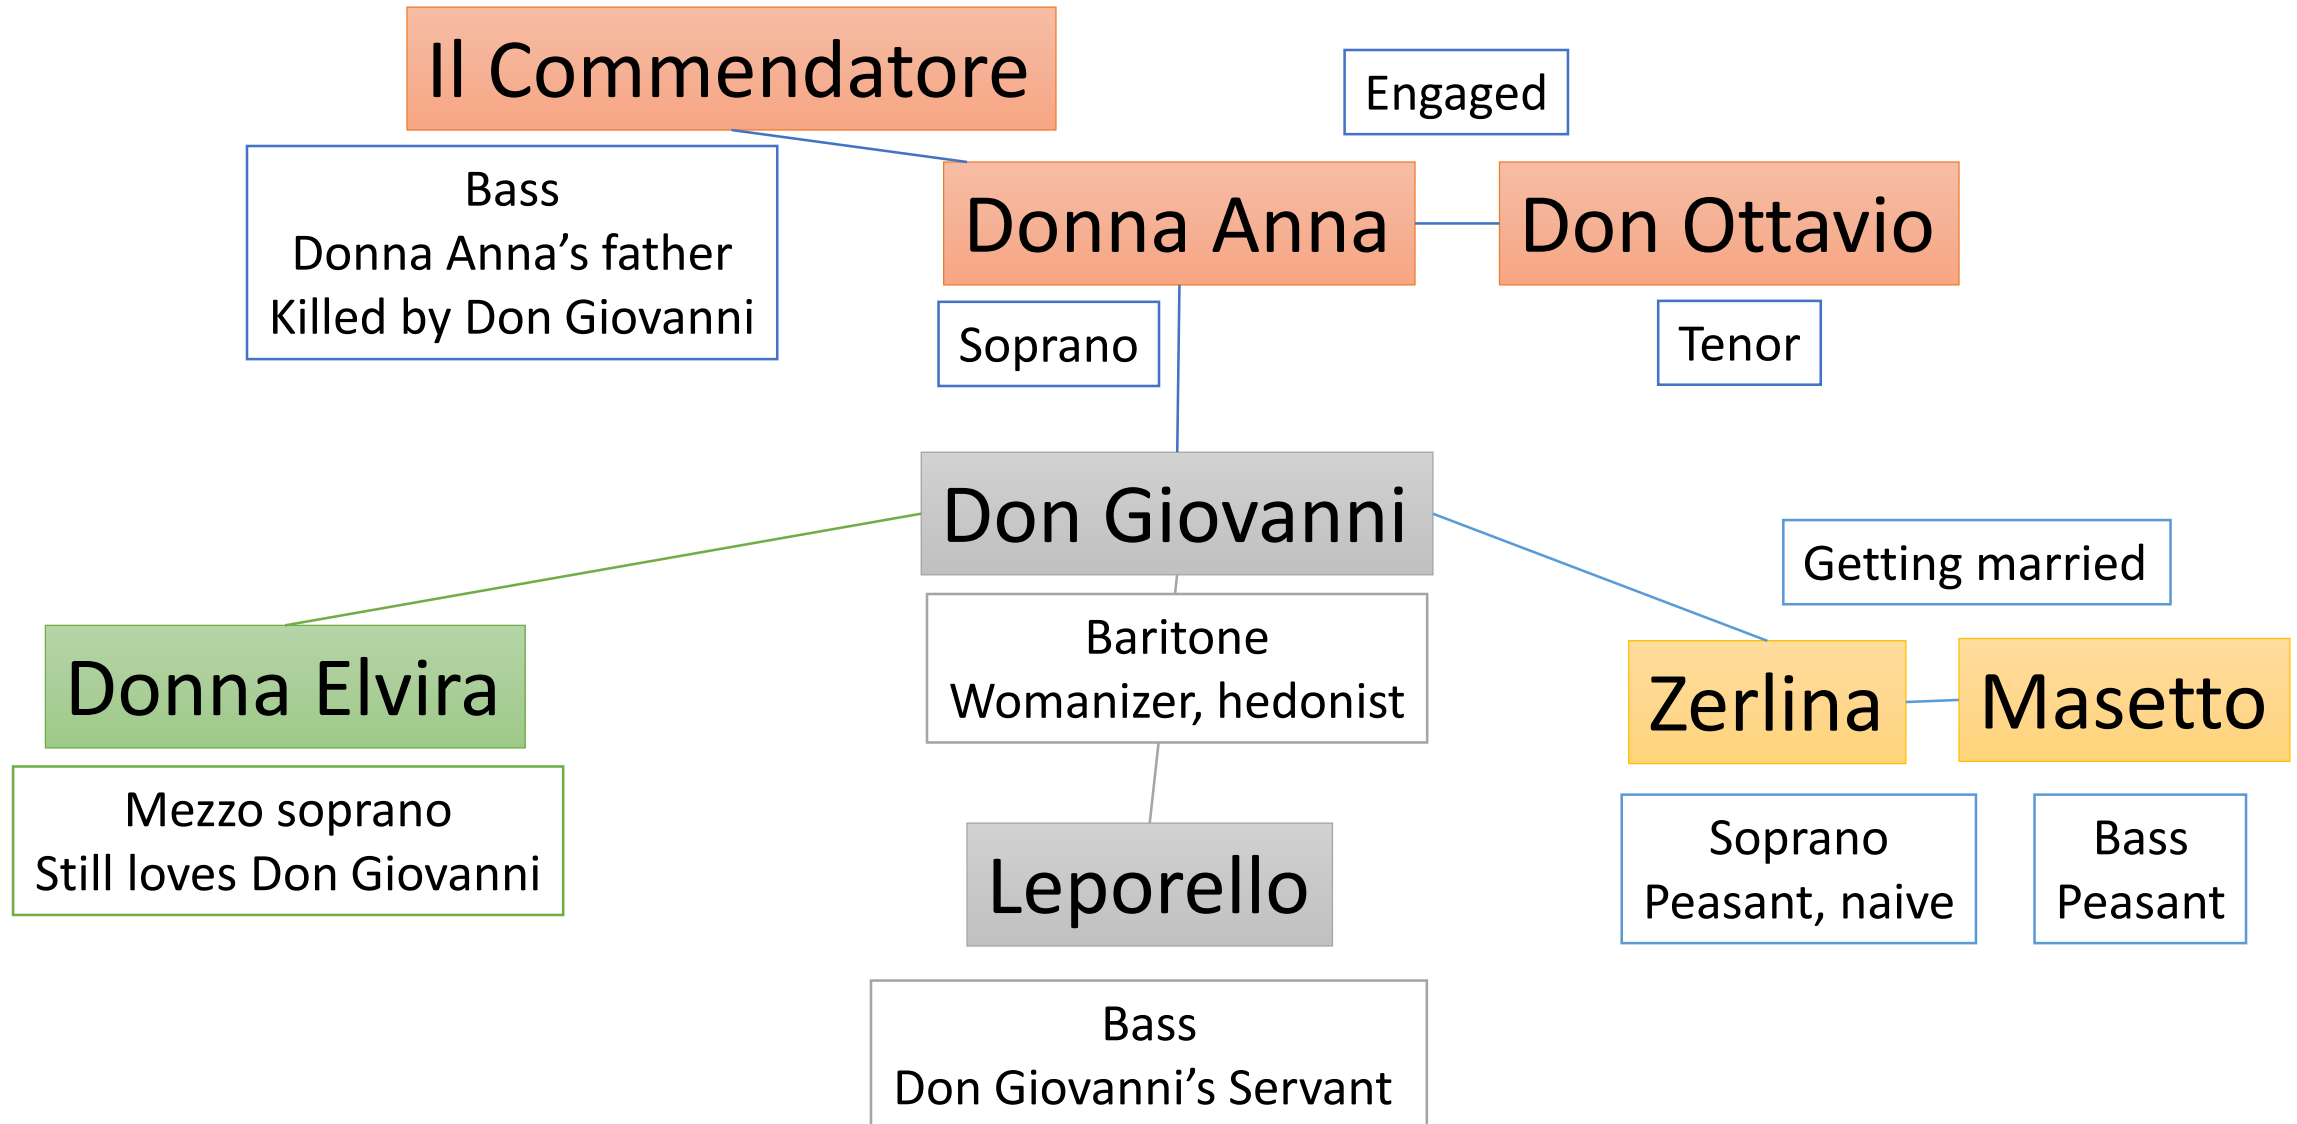 Il Commendatore
Bass
Donna Anna’s father
Killed by Don Giovanni
Engaged
Donna Anna
Don Ottavio
Soprano
Tenor
Don Giovanni
Baritone
Womanizer, hedonist
Getting married
Donna Elvira
Mezzo soprano
Still loves Don Giovanni
Zerlina
Masetto
Soprano
Peasant, naive
Bass
Peasant
Leporello
Bass
Don Giovanni’s Servant